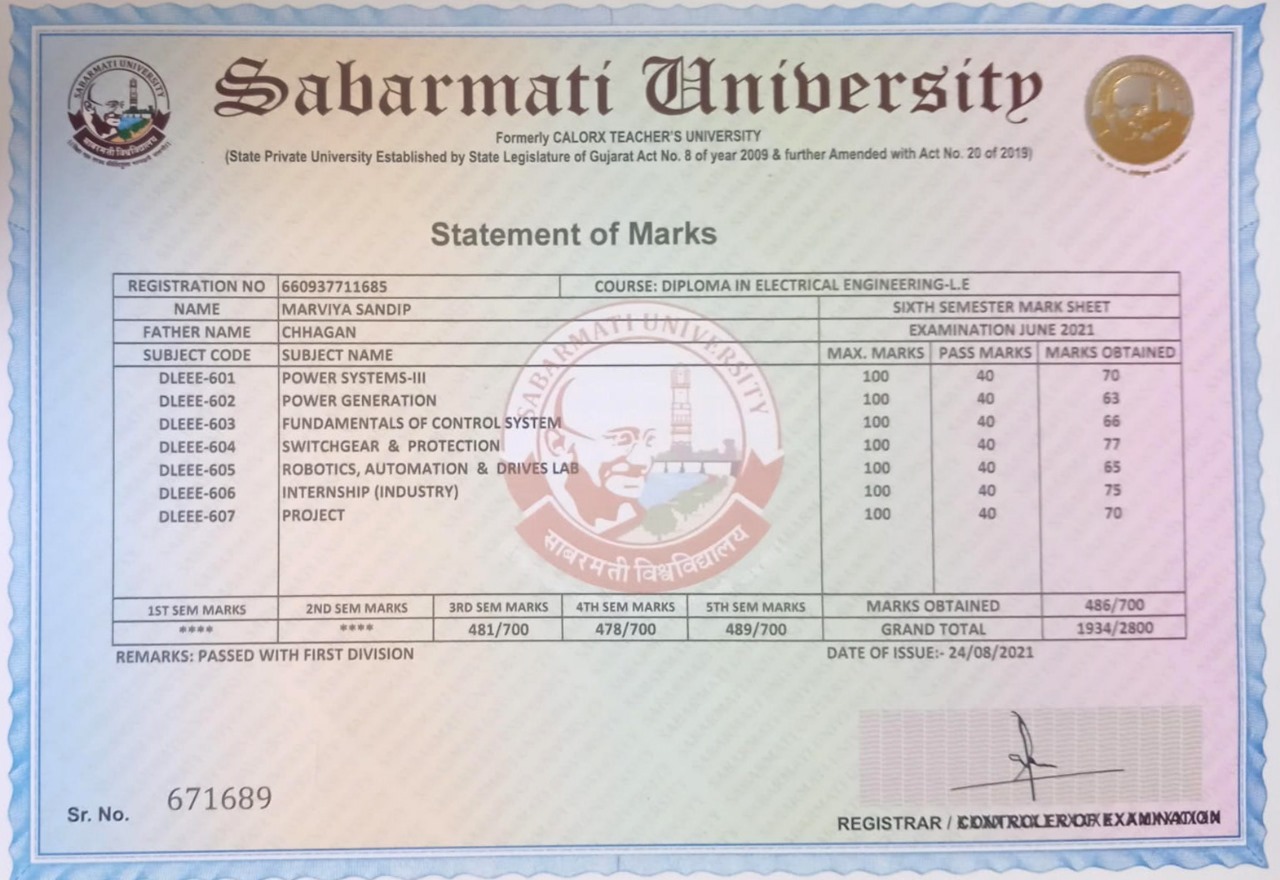 SABARMATI UNIVERSITY
साबरमती विश्वविद्यालय
Sabarmati University
Formerly CALORX TEACHER'S UNIVERSITY
(State Private University Established by State Legislature of Gujarat Act No. 8 of year 2009 & further Amended with Act No. 20 of 2019)
Statement of Marks
REGISTRATION NO 660937711685 COURSE: DIPLOMA IN ELECTRICAL ENGINEERING-L.E
NAME MARVIYA SANDIP SIXTH SEMESTER MARK SHEET
FATHER NAME CHHAGAN EXAMINATION JUNE 2021
SUBJECT CODE SUBJECT NAME MAX. MARKS PASS MARKS MARKS OBTAINED
DLEEE-601 POWER SYSTEMS-III 100 40 70
DLEEE-602 POWER GENERATION 100 40 63
DLEEE-603 FUNDAMENTALS OF CONTROL SYSTEM 100 40 66
DLEEE-604 SWITCHGEAR & PROTECTION 100 40 77
DLEEE-605 ROBOTICS, AUTOMATION & DRIVES LAB 100 40 65
DLEEE-606 INTERNSHIP (INDUSTRY) 100 40 75
DLEEE-607 PROJECT 100 40 70
SABARMATI UNIVERSITY
साबरमती विश्वविद्यालय
1ST SEM MARKS 2ND SEM MARKS 3RD SEM MARKS 4TH SEM MARKS 5TH SEM MARKS MARKS OBTAINED 486/700
**** **** 481/700 478/700 489/700 GRAND TOTAL 1934/2800
REMARKS: PASSED WITH FIRST DIVISION DATE OF ISSUE:- 24/08/2021
Sr. No. 671689
REGISTRAR / CONTROLER OF EXAMINATION